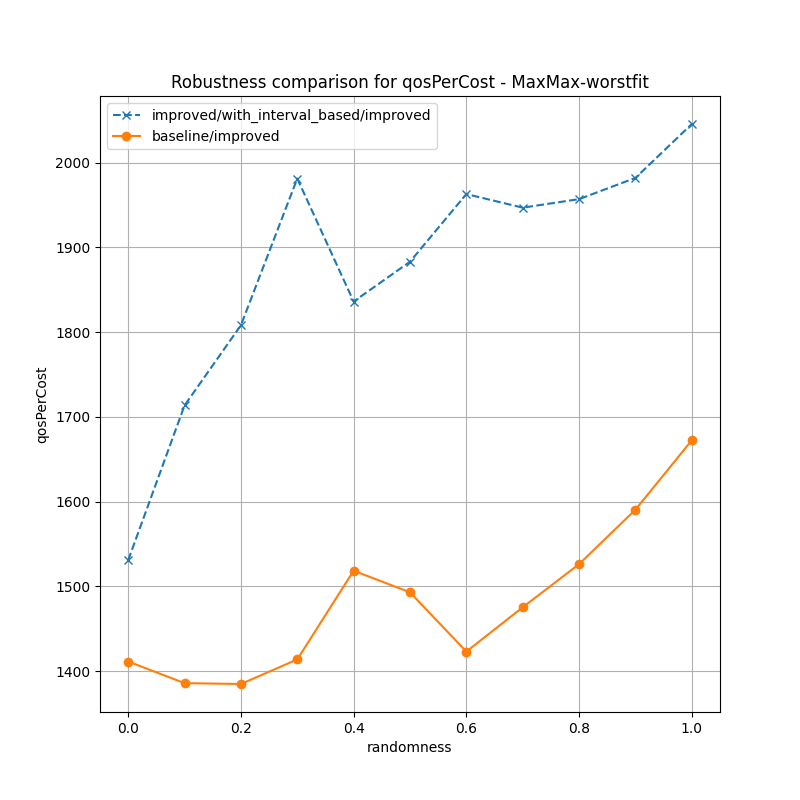 Robustness comparison for qosPerCost - MaxMax-worstfit
improved/with_interval_based/improved
baseline/improved
2000
1900
1800
1700
1600
1500
1400
qosPerCost
0.0 0.2 0.4 0.6 0.8 1.0
randomness